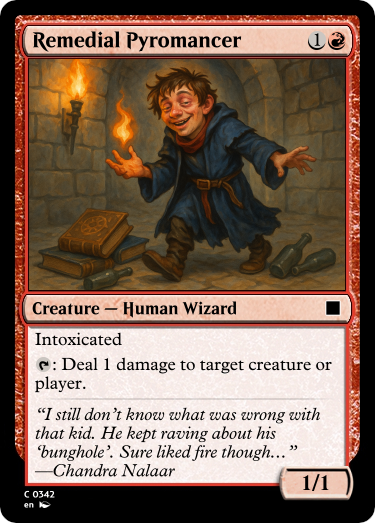 Remedial Pyromancer 1
Creature — Human Wizard
Intoxicated
: Deal 1 damage to target creature or
player.
“I still don’t know what was wrong with
that kid. He kept raving about his
‘bunghole’. Sure liked fire though…”
—Chandra Nalaar
1/1
C 0342
en